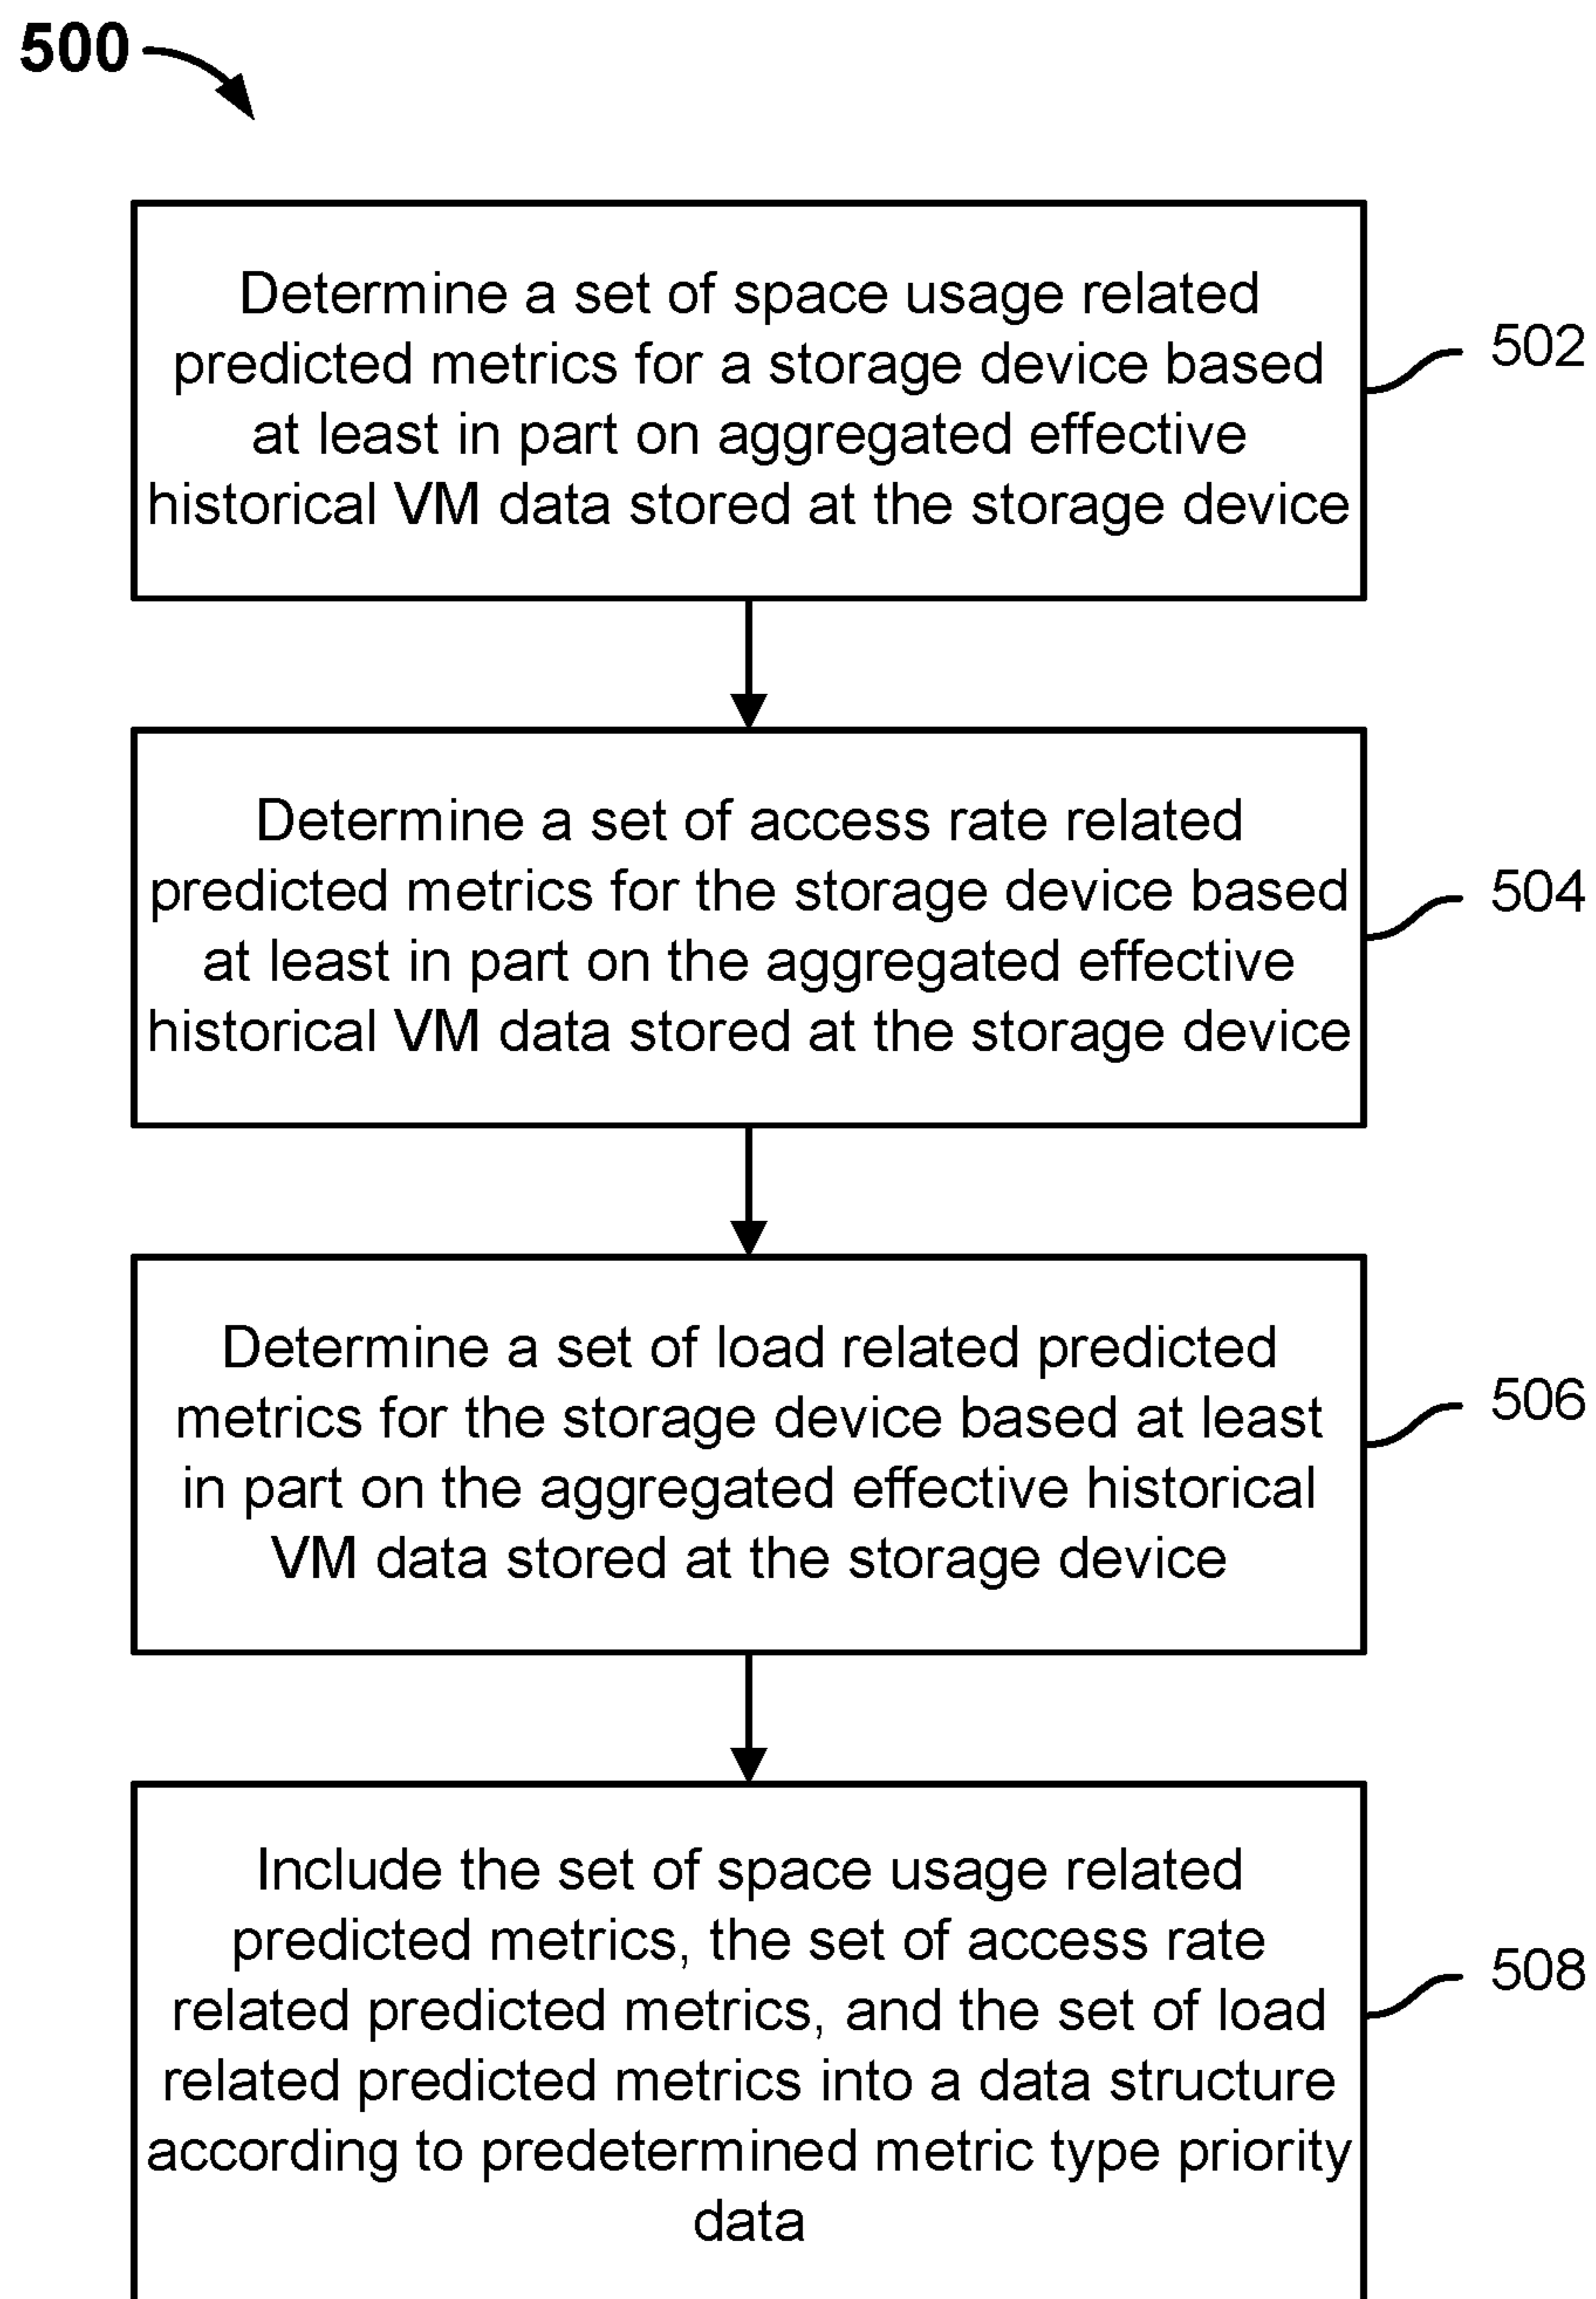 500
Determine a set of space usage related
predicted metrics for a storage device based
at least in part on aggregated effective
historical VM data stored at the storage device
502
Determine a set of access rate related
predicted metrics for the storage device based
at least in part on the aggregated effective
historical VM data stored at the storage device
504
Determine a set of load related predicted
metrics for the storage device based at least
in part on the aggregated effective historical
VM data stored at the storage device
506
Include the set of space usage related
predicted metrics, the set of access rate
related predicted metrics, and the set of load
related predicted metrics into a data structure
according to predetermined metric type priority
data
508